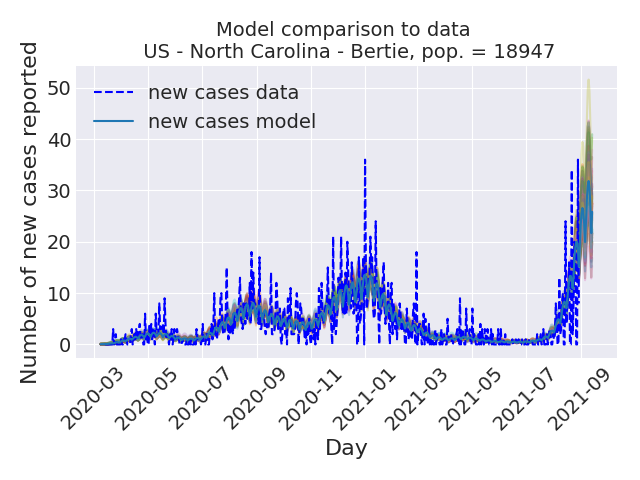 Model comparison to data
US - North Carolina - Bertie, pop. = 18947
Number of new cases reported
50
40
30
20
10
0
new cases data
new cases model
2020-03
2020-05
2020-07
2020-09
2020-11
2021-01
2021-03
2021-05
2021-07
2021-09
Day